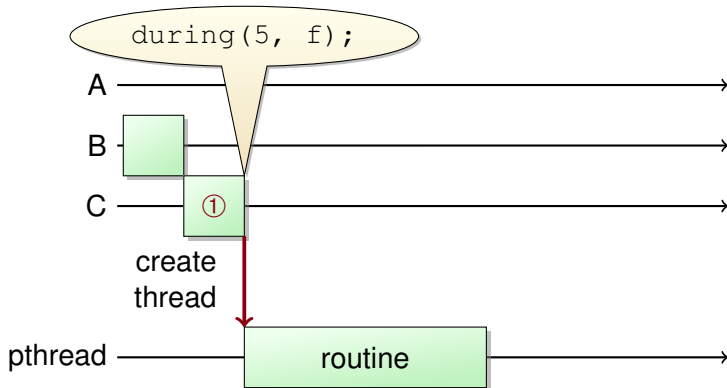 during(5, f);
A
B
C
①
create
thread
pthread
routine